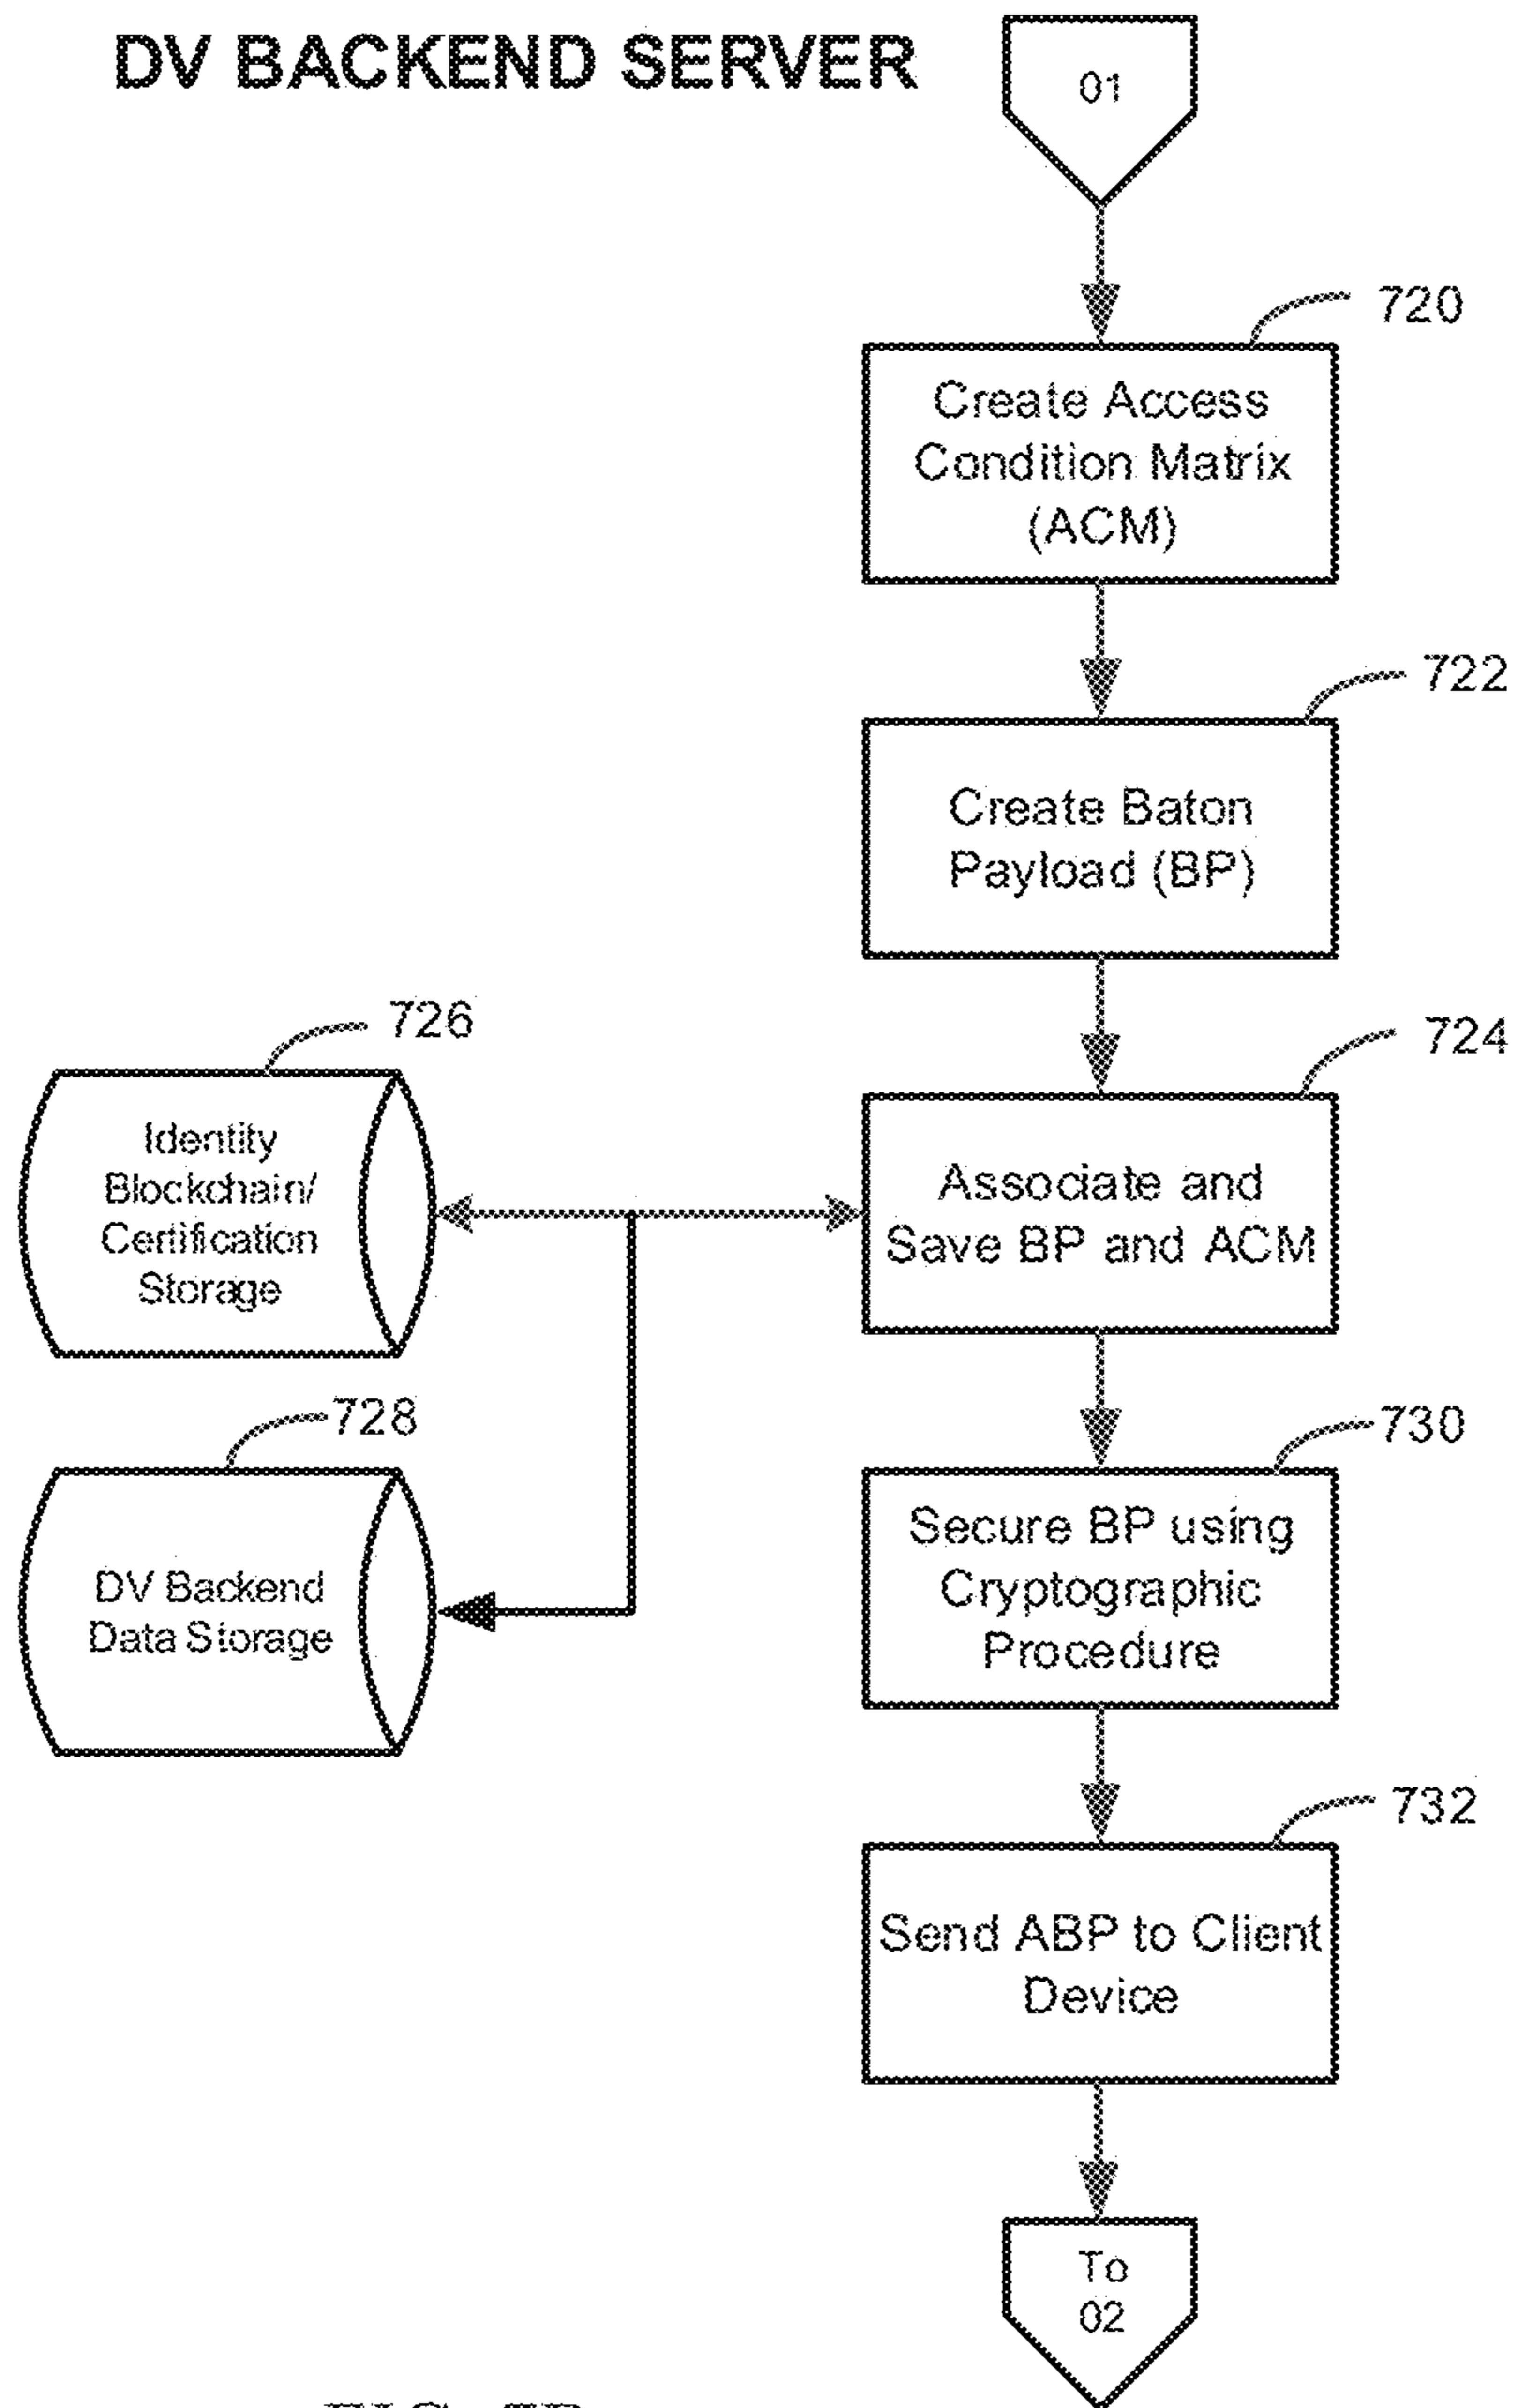 DV BACKEND SERVER
01
720
Create Access
Condition Matrix
(ACM)
722
Create Baton
Payload (BP)
726
724
Identity
Blockchain/
Certification
Storage
Associate and
Save BP and ACM
728
730
DV Backend
Data Storage
Secure BP using
Cryptographic
Procedure
732
Send ABP to Client
Device
To
02